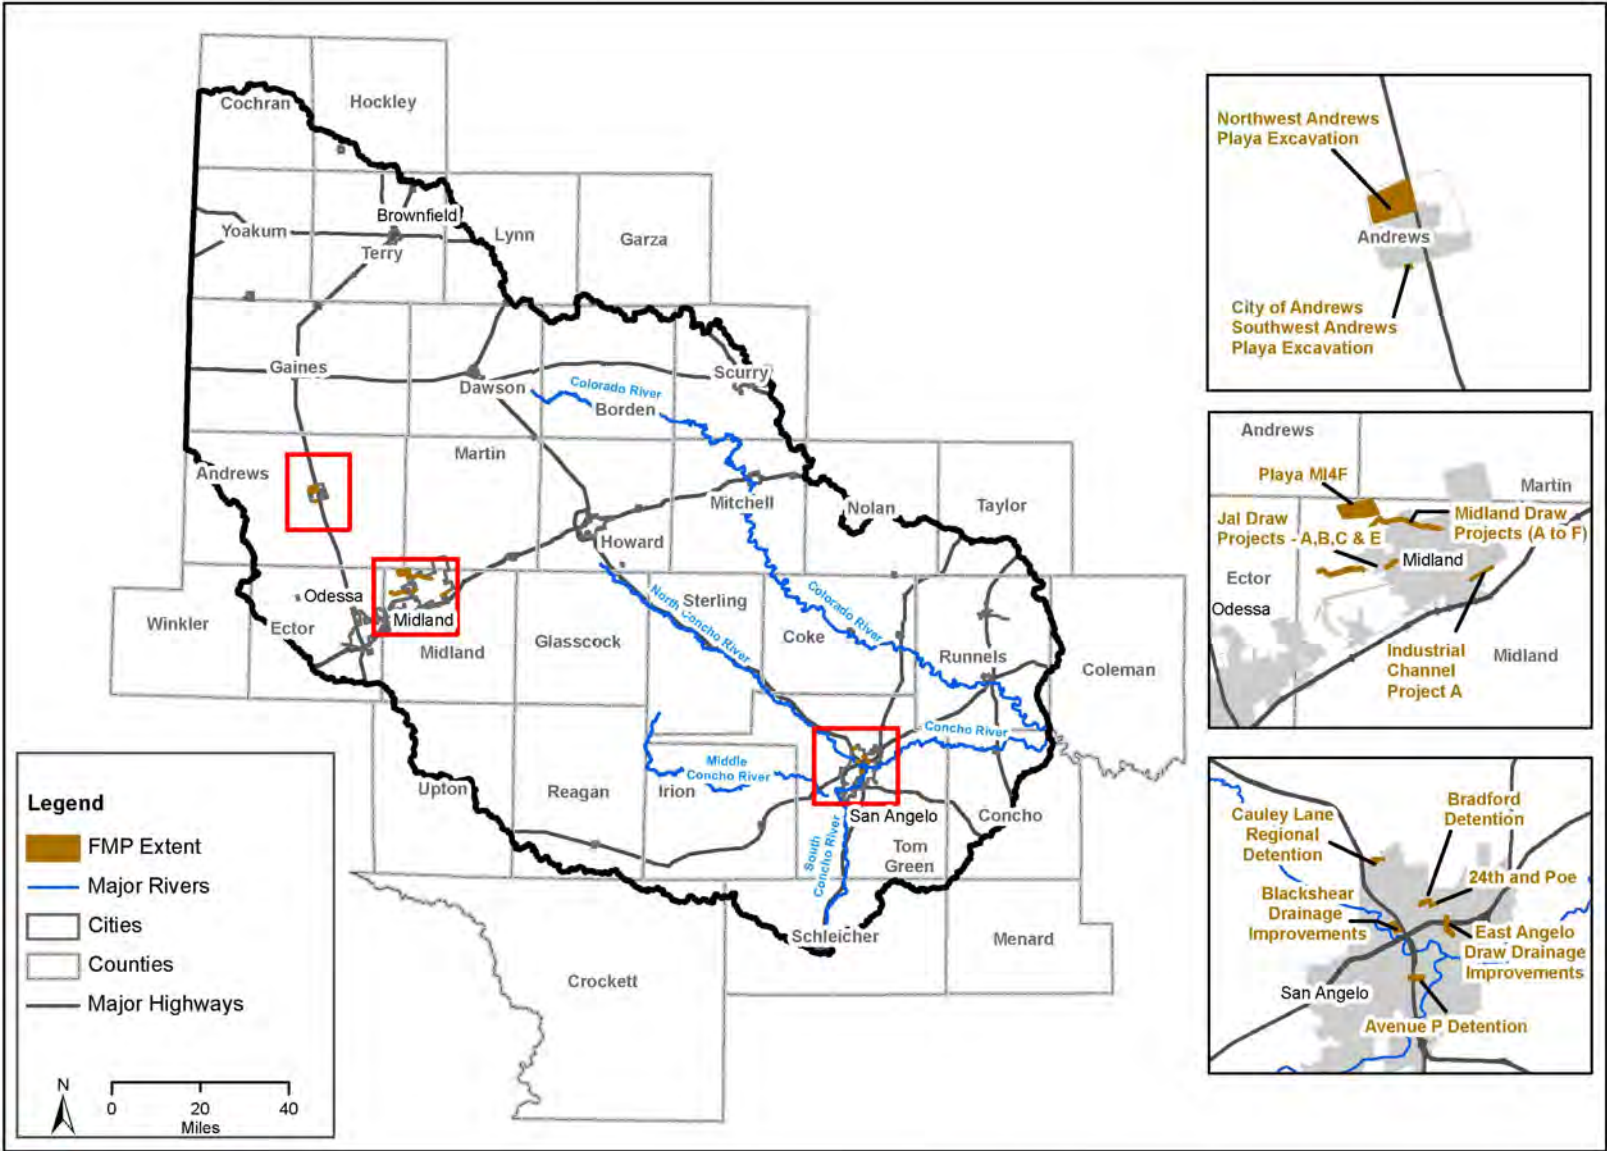 Cochran
Hockley
Brownfield
Yoakum
Terry
Lynn
Garza
Gaines
Dawson
Colorado River
Borden
Scurry
Andrews
Martin
Mitchell
Nolan
Taylor
Howard
Odessa
Midland
Winkler
Ector
Midland
Glasscock
Sterling
North Concho River
Coke
Colorado River
Runnels
Coleman
Concho River
Middle
Concho River
Upton
Reagan
Irion
San Angelo
Concho
Tom
Green
South
Concho River
Schleicher
Menard
Crockett
Legend
FMP Extent
Major Rivers
Cities
Counties
Major Highways
N
0 20 40
Miles
Northwest Andrews
Playa Excavation
Andrews
City of Andrews
Southwest Andrews
Playa Excavation
Andrews
Playa MI4F
Martin
Jal Draw
Projects - A,B,C & E
Midland Draw
Projects (A to F)
Midland
Ector
Odessa
Industrial
Channel
Project A
Midland
Cauley Lane
Regional
Detention
Bradford
Detention
24th and Poe
Blackshear
Drainage
Improvements
East Angelo
Draw Drainage
Improvements
San Angelo
Avenue P Detention